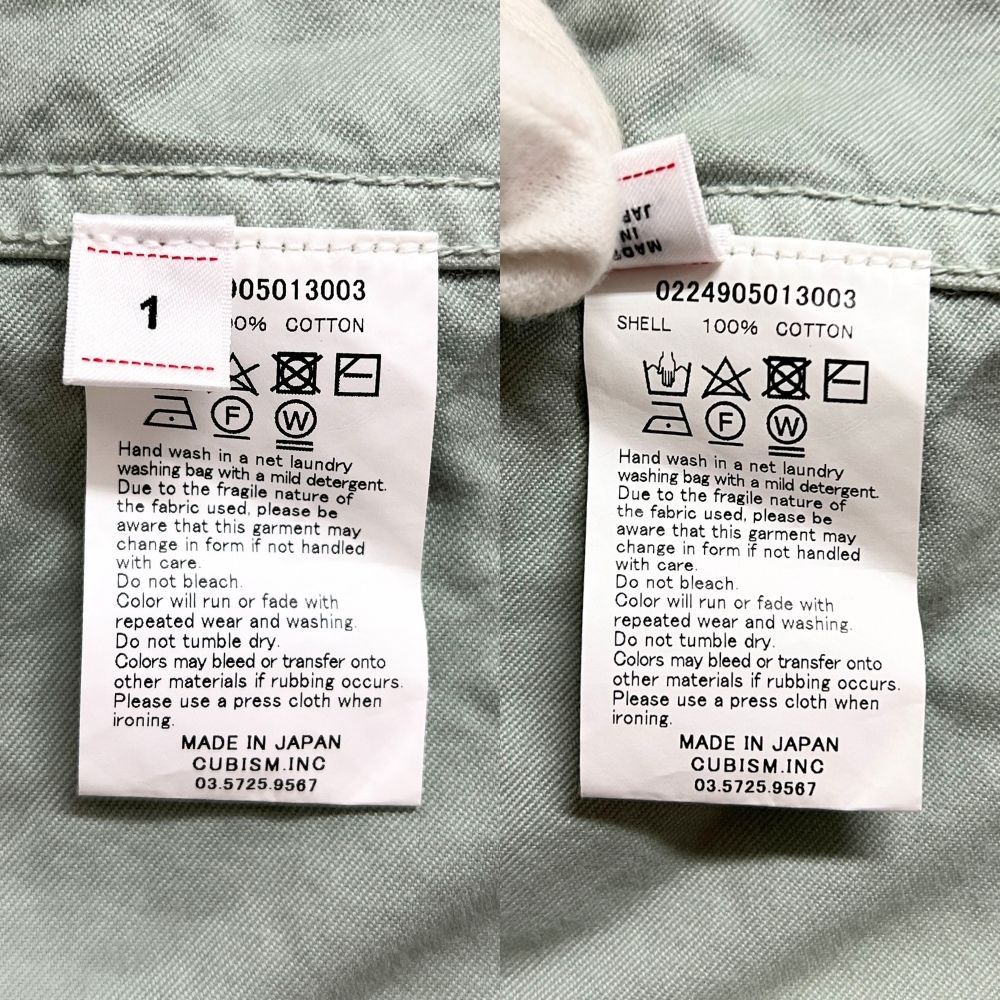 1
05013003
00% COTTON
F W
Hand wash in a net laundry
washing bag with a mild detergent.
Due to the fragile nature of
the fabric used, please be
aware that this garment may
change in form if not handled
with care.
Do not bleach.
Color will run or fade with
repeated wear and washing.
Do not tumble dry.
Colors may bleed or transfer onto
other materials if rubbing occurs.
Please use a press cloth when
ironing.
MADE IN JAPAN
CUBISM.INC
03.5725.9567
MADE
IN
JAP
0224905013003
SHELL 100% COTTON
F W
Hand wash in a net laundry
washing bag with a mild detergent.
Due to the fragile nature of
the fabric used, please be
aware that this garment may
change in form if not handled
with care.
Do not bleach.
Color will run or fade with
repeated wear and washing.
Do not tumble dry.
Colors may bleed or transfer onto
other materials if rubbing occurs.
Please use a press cloth when
ironing.
MADE IN JAPAN
CUBISM.INC
03.5725.9567